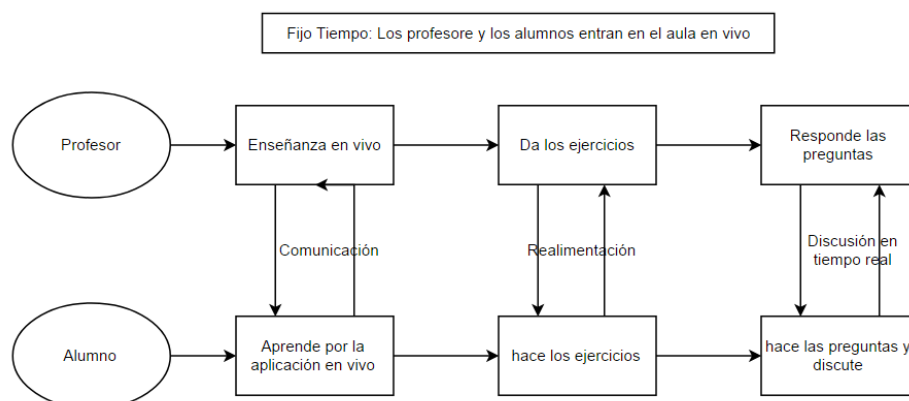 Fijo Tiempo: Los profesore y los alumnos entran en el aula en vivo
Profesor
Enseñanza en vivo
Da los ejercicios
Responde las
preguntas
Comunicación
Realimentación
Discusión en
tiempo real
Alumno
Aprende por la
aplicación en vivo
hace los ejercicios
hace las preguntas y
discute